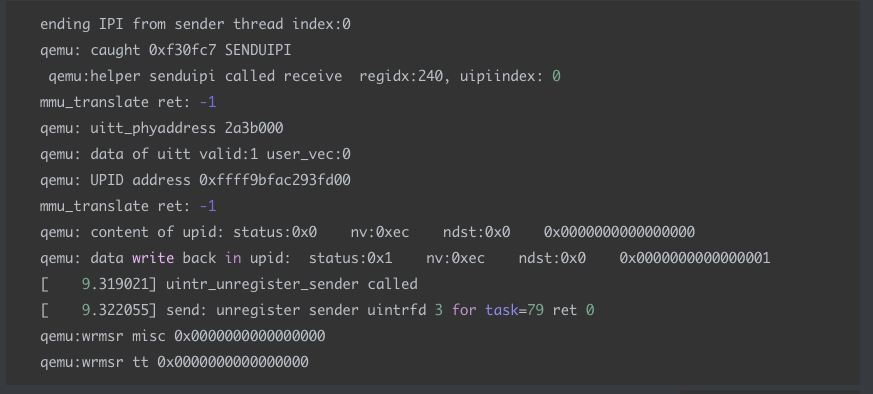 ending IPI from sender thread index:0
qemu: caught 0xf30fc7 SENDUIPI
qemu:helper senduipi called receive  regidx:240, uipiindex: 0
mmu_translate ret: -1
qemu: uitt_phyaddress 2a3b000
qemu: data of uitt valid:1 user_vec:0
qemu: UPID address 0xffff9bfac293fd00
mmu_translate ret: -1
qemu: content of upid: status:0x0    nv:0xec    ndst:0x0    0x0000000000000000
qemu: data write back in upid:  status:0x1    nv:0xec    ndst:0x0    0x0000000000000001
[    9.319021] uintr_unregister_sender called
[    9.322055] send: unregister sender uintrfd 3 for task=79 ret 0
qemu:wrmsr misc 0x0000000000000000
qemu:wrmsr tt 0x0000000000000000